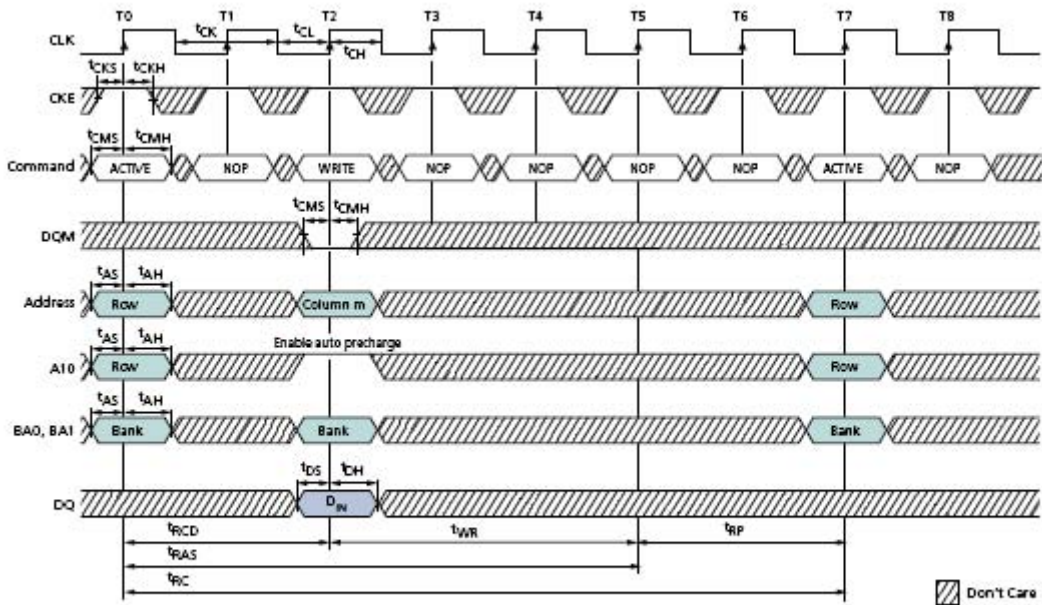 T0 T1 T2 T3 T4 T5 T6 T7 T8
CLK tCK tCL tCH
tCKS tCKH
CKE
tCMS tCMH
Command ACTIVE NOP WRITE NOP NOP NOP NOP ACTIVE NOP
tCMS tCMH
DQM
tAS tAH
Address Row Column m Row
tAS tAH Enable auto precharge
A10 Row Row
tAS tAH
BA0, BA1 Bank Bank Bank
tDS tDH
DQ DIN
tRCD tWR tRP
tRAS
tRC
Don't Care